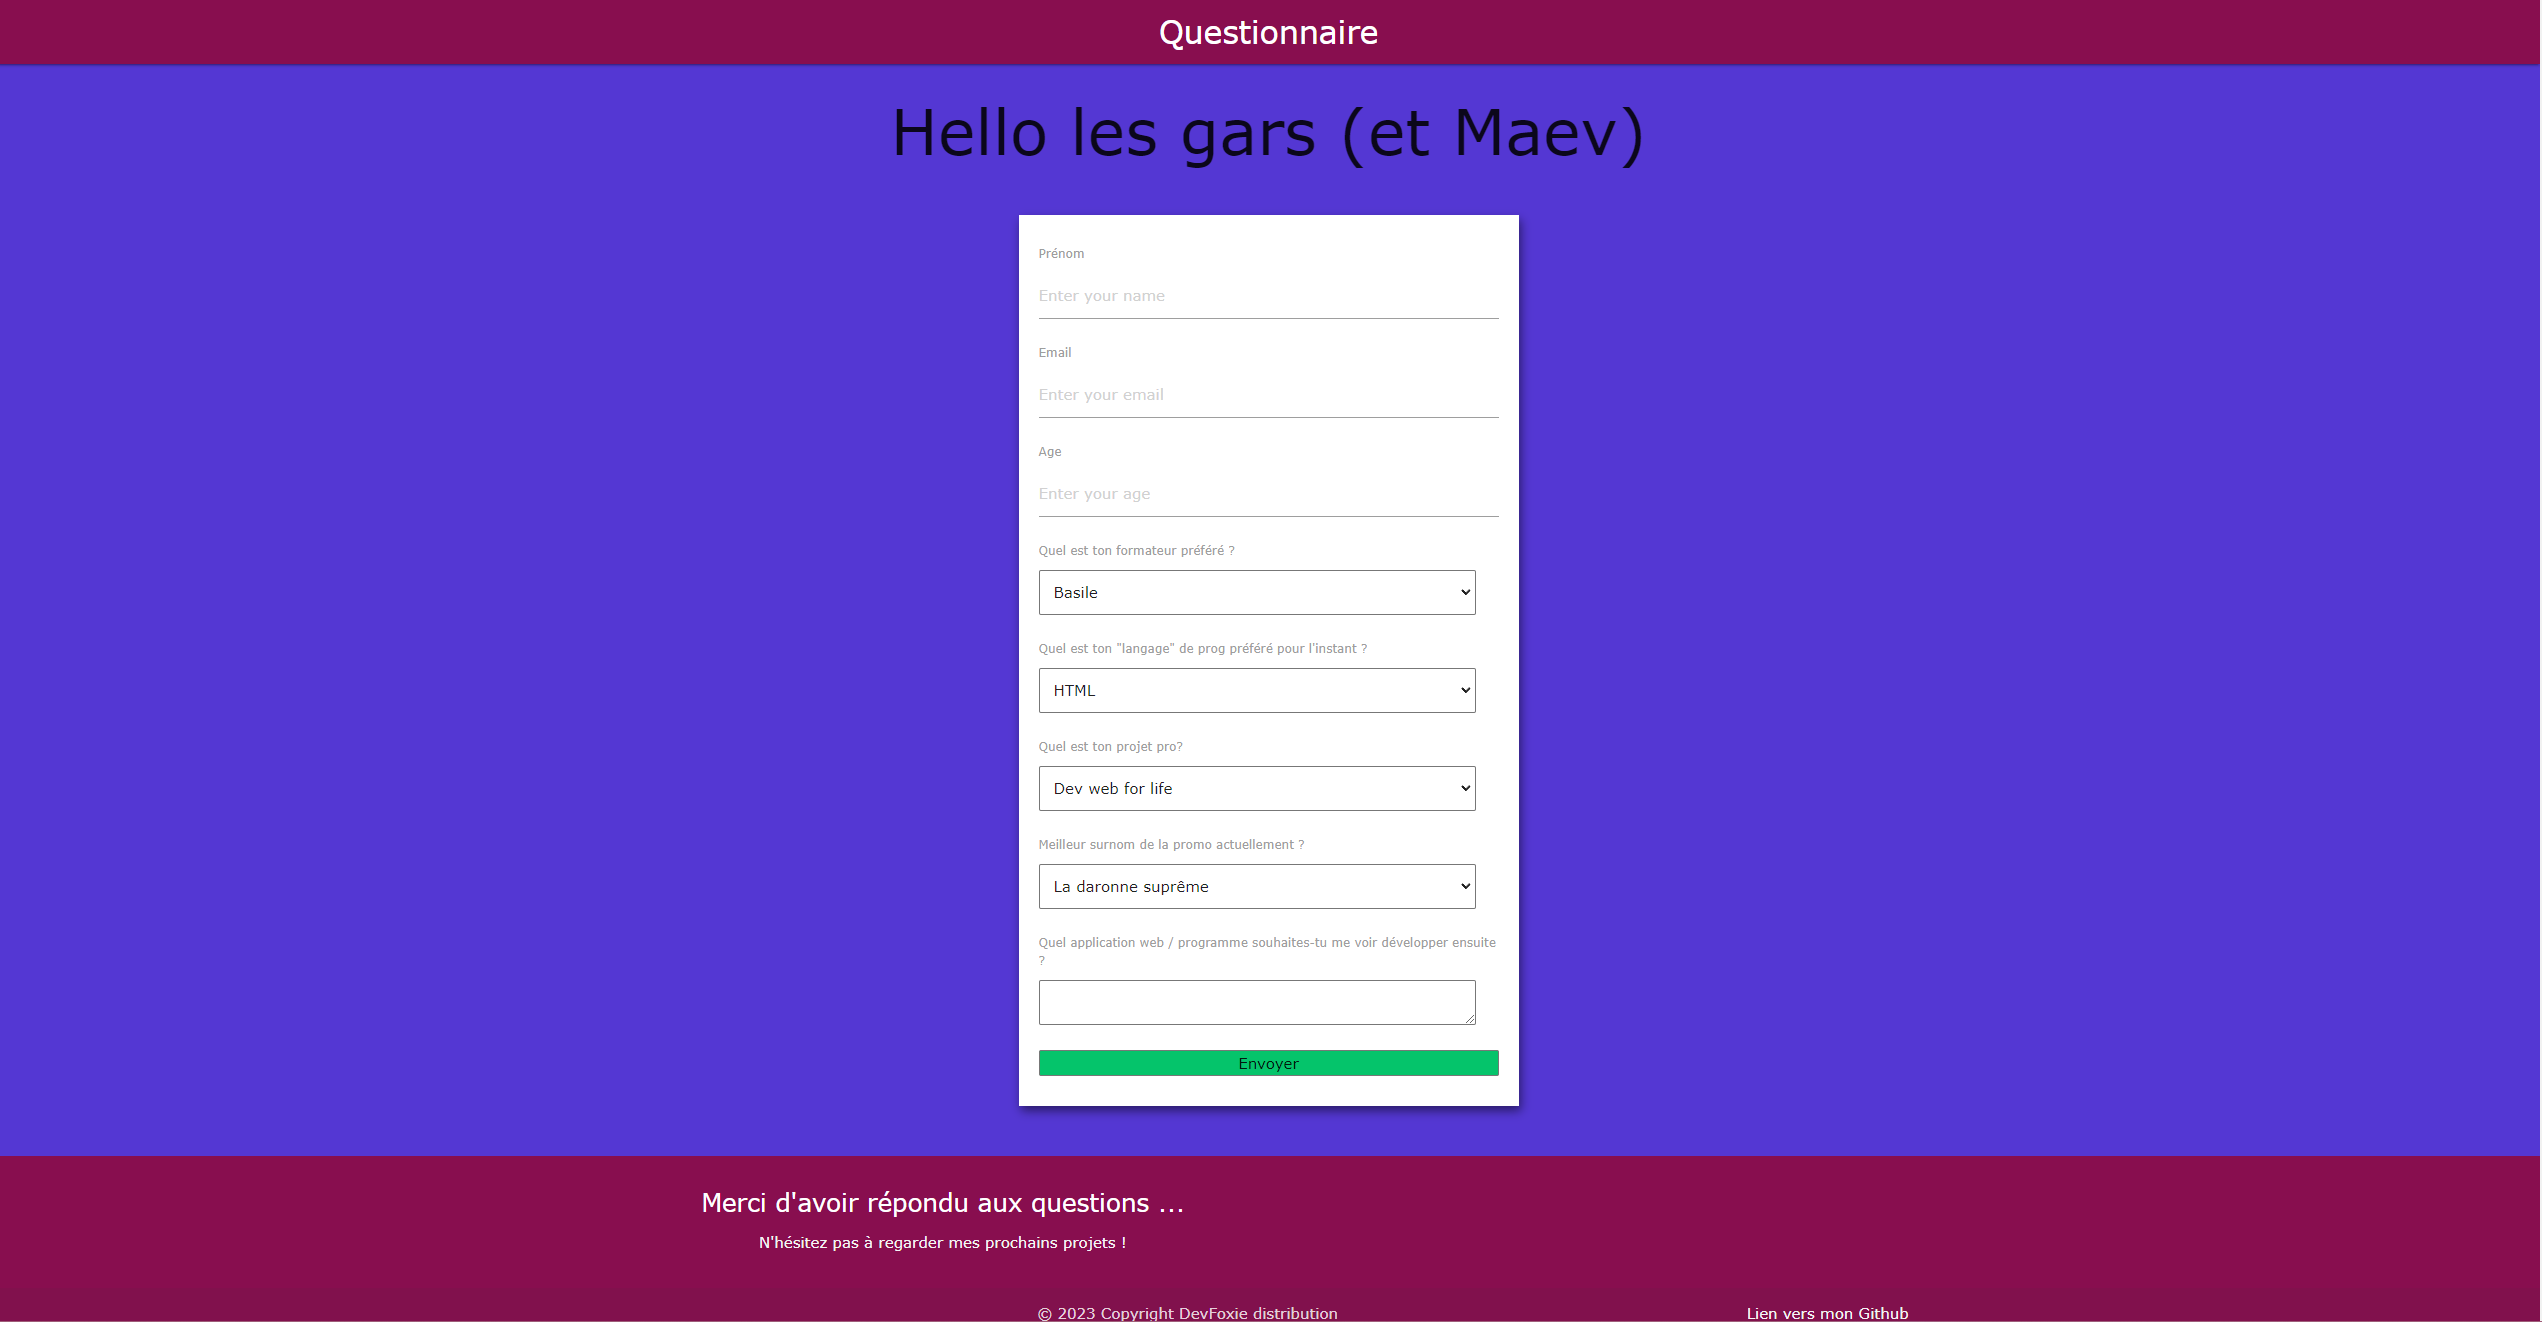 Questionnaire
Hello les gars (et Maev)
Prénom
Enter your name
Email
Enter your email
Age
Enter your age
Quel est ton formateur préféré ?
Basile
Quel est ton "langage" de prog préféré pour l'instant ?
HTML
Quel est ton projet pro?
Dev web for life
Meilleur surnom de la promo actuellement ?
La daronne suprême
Quel application web / programme souhaites-tu me voir développer ensuite
?
Envoyer
Merci d'avoir répondu aux questions ...
N'hésitez pas à regarder mes prochains projets !
© 2023 Copyright DevFoxie distribution
Lien vers mon Github